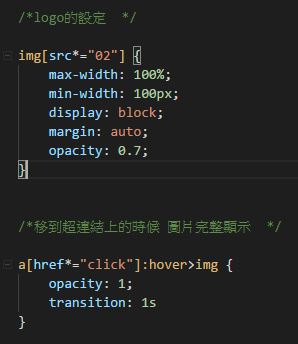 /*logo的設定  */
img[src*="02"] {
max-width: 100%;
min-width: 100px;
display: block;
margin: auto;
opacity: 0.7;
}
/*移到超連結上的時候 圖片完整顯示  */
a[href*="click"]:hover>img {
opacity: 1;
transition: 1s
}